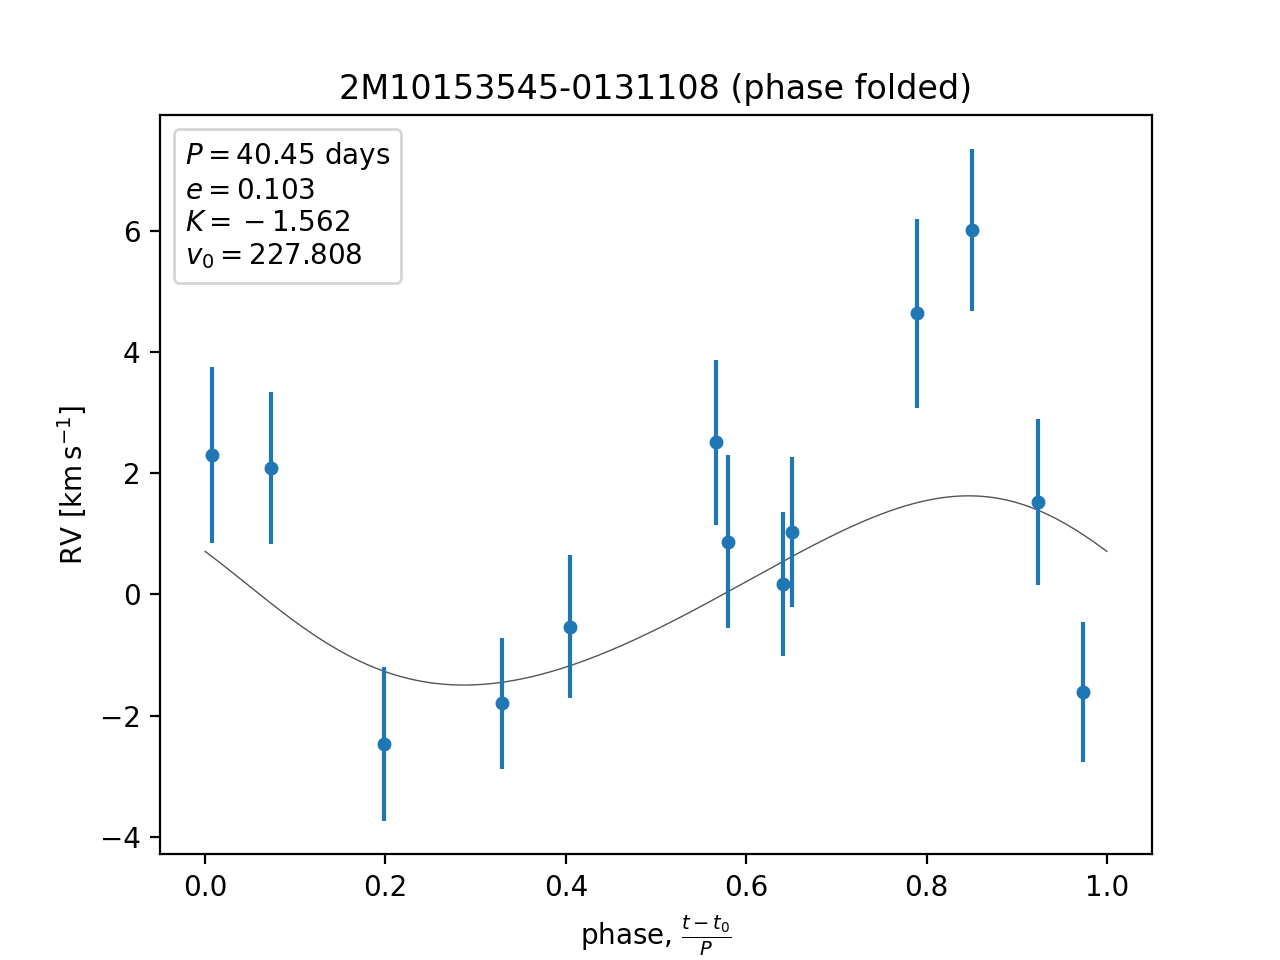 2M10153545-0131108 (phase folded)
P = 40.45 days
e = 0.103
K = −1.562
v₀ = 227.808
6
4
2
0
−2
−4
RV [km s⁻¹]
0.0 0.2 0.4 0.6 0.8 1.0
phase, (t − t₀)/P